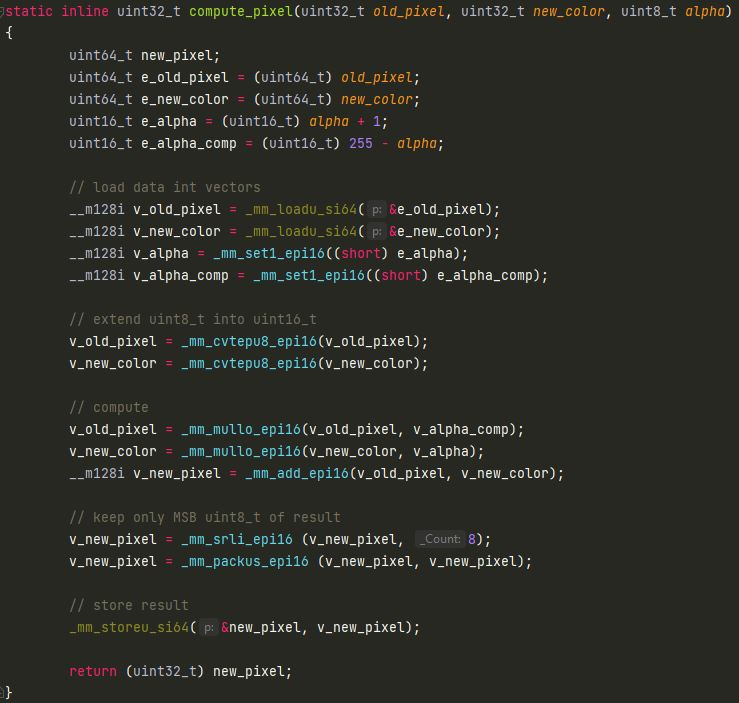 static inline uint32_t compute_pixel(uint32_t old_pixel, uint32_t new_color, uint8_t alpha)
{
uint64_t new_pixel;
uint64_t e_old_pixel = (uint64_t) old_pixel;
uint64_t e_new_color = (uint64_t) new_color;
uint16_t e_alpha = (uint16_t) alpha + 1;
uint16_t e_alpha_comp = (uint16_t) 255 - alpha;
// load data int vectors
__m128i v_old_pixel = _mm_loadu_si64( p: &e_old_pixel);
__m128i v_new_color = _mm_loadu_si64( p: &e_new_color);
__m128i v_alpha = _mm_set1_epi16((short) e_alpha);
__m128i v_alpha_comp = _mm_set1_epi16((short) e_alpha_comp);
// extend uint8_t into uint16_t
v_old_pixel = _mm_cvtepu8_epi16(v_old_pixel);
v_new_color = _mm_cvtepu8_epi16(v_new_color);
// compute
v_old_pixel = _mm_mullo_epi16(v_old_pixel, v_alpha_comp);
v_new_color = _mm_mullo_epi16(v_new_color, v_alpha);
__m128i v_new_pixel = _mm_add_epi16(v_old_pixel, v_new_color);
// keep only MSB uint8_t of result
v_new_pixel = _mm_srli_epi16 (v_new_pixel, _Count: 8);
v_new_pixel = _mm_packus_epi16 (v_new_pixel, v_new_pixel);
// store result
_mm_storeu_si64( p: &new_pixel, v_new_pixel);
return (uint32_t) new_pixel;
}